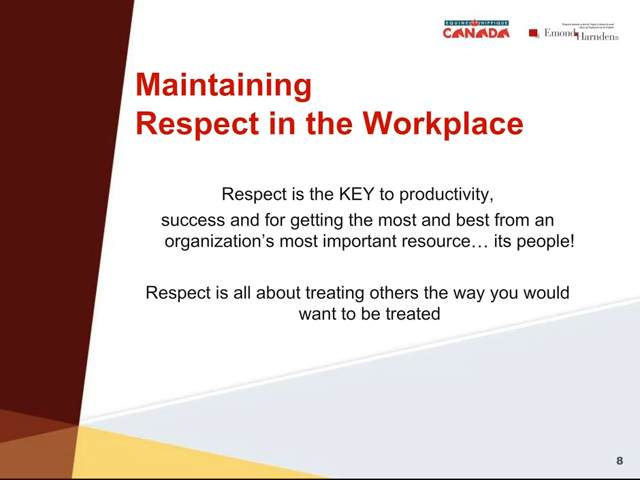 EQUINE HIPPIQUE
CANADA
Emond Harnden
Maintaining
Respect in the Workplace
Respect is the KEY to productivity,
success and for getting the most and best from an
organization's most important resource… its people!
Respect is all about treating others the way you would
want to be treated
8